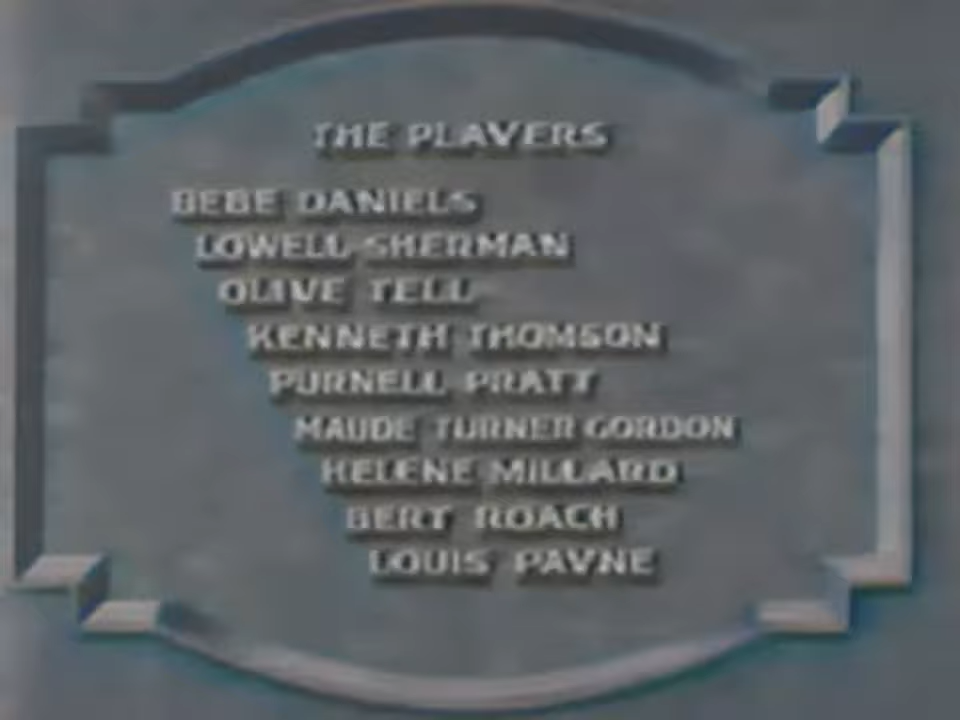 THE PLAYERS
BEBE DANIELS
LOWELL SHERMAN
OLIVE TELL
KENNETH THOMSON
PURNELL PRATT
MAUDE TURNER GORDON
HELENE MILLARD
BERT ROACH
LOUIS PAYNE